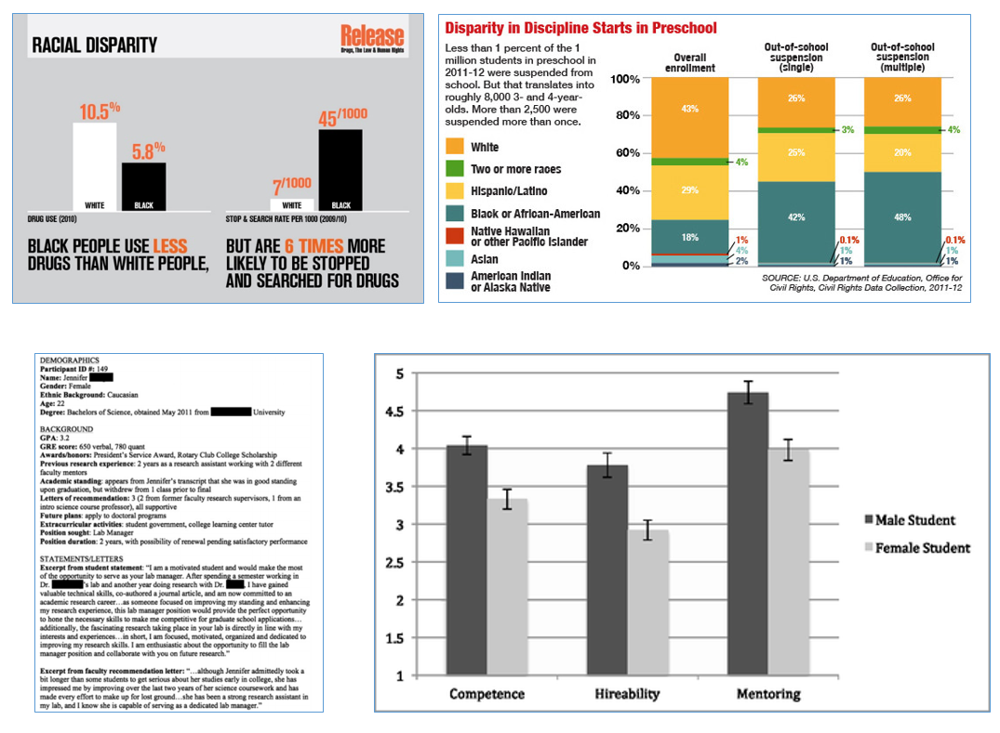 RACIAL DISPARITY
Release
Drugs, The Law & Human Rights
10.5%
5.8%
WHITE
BLACK
DRUG USE (2010)
45/1000
7/1000
WHITE
BLACK
STOP & SEARCH RATE PER 1000 (2009/10)
BLACK PEOPLE USE LESS
DRUGS THAN WHITE PEOPLE,
BUT ARE 6 TIMES MORE
LIKELY TO BE STOPPED
AND SEARCHED FOR DRUGS
Disparity in Discipline Starts in Preschool
Less than 1 percent of the 1
million students in preschool in
2011-12 were suspended from
school. But that translates into
roughly 8,000 3- and 4-year-
olds. More than 2,500 were
suspended more than once.
White
Two or more races
Hispanic/Latino
Black or African-American
Native Hawaiian
or other Pacific Islander
Asian
American Indian
or Alaska Native
100%
80%
60%
40%
20%
0%
Overall
enrollment
43%
4%
29%
18%
1%
4%
2%
Out-of-school
suspension
(single)
26%
3%
25%
42%
0.1%
1%
1%
Out-of-school
suspension
(multiple)
26%
4%
20%
48%
0.1%
1%
1%
SOURCE: U.S. Department of Education, Office for
Civil Rights, Civil Rights Data Collection, 2011-12
DEMOGRAPHICS
Participant ID #: 149
Name: Jennifer
Gender: Female
Ethnic Background: Caucasian
Age: 22
Degree: Bachelors of Science, obtained May 2011 from University
BACKGROUND
GPA: 3.2
GRE score: 650 verbal, 780 quant
Awards/honors: President's Service Award, Rotary Club College Scholarship
Previous research experience: 2 years as a research assistant working with 2 different
faculty mentors
Academic standing: appears from Jennifer's transcript that she was in good standing
upon graduation, but withdrew from 1 class prior to final
Letters of recommendation: 3 (2 from former faculty research supervisors, 1 from an
intro science course professor), all supportive
Future plans: apply to doctoral programs
Extracurricular activities: student government, college learning center tutor
Position sought: Lab Manager
Position duration: 2 years, with possibility of renewal pending satisfactory performance
STATEMENTS/LETTERS
Excerpt from student statement: "I am a motivated student and would make the most
of the opportunity to serve as your lab manager. After spending a semester working in
Dr. 's lab and another year doing research with Dr. , I have gained
valuable technical skills, co-authored a journal article, and am now committed to an
academic research career…as someone focused on improving my standing and enhancing
my research experience, this lab manager position would provide the perfect opportunity
to hone the necessary skills to make me competitive for graduate school applications…
additionally, the fascinating research taking place in your lab is directly in line with my
interests and experiences…in short, I am focused, motivated, organized and dedicated to
improving my research skills. I am enthusiastic about the opportunity to fill the lab
manager position and collaborate with you on future research."
Excerpt from faculty recommendation letter: "…although Jennifer admittedly took a
bit longer than some students to get serious about her studies early in college, she has
impressed me by improving over the last two years of her science coursework and has
made every effort to make up for lost ground…she has been a strong research assistant in
my lab, and I know she is capable of serving as a dedicated lab manager."
5
4.5
4
3.5
3
2.5
2
1.5
1
Competence
Hireability
Mentoring
Male Student
Female Student